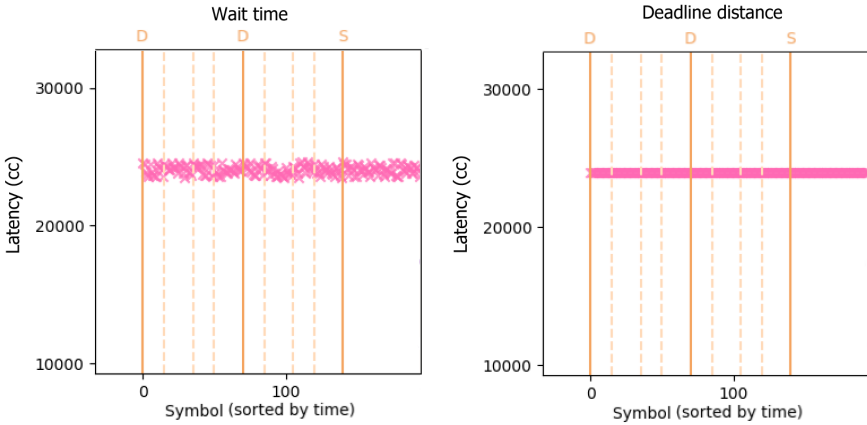 Wait time
D D S
30000
20000
10000
Latency (cc)
0 100
Symbol (sorted by time)
Deadline distance
D D S
30000
20000
10000
Latency (cc)
0 100
Symbol (sorted by time)